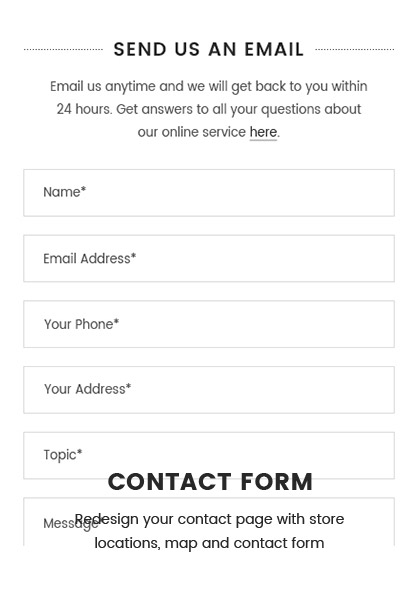 SEND US AN EMAIL
Email us anytime and we will get back to you within
24 hours. Get answers to all your questions about
our online service here.
Name*
Email Address*
Your Phone*
Your Address*
Topic*
CONTACT FORM
Message*
Redesign your contact page with store
locations, map and contact form